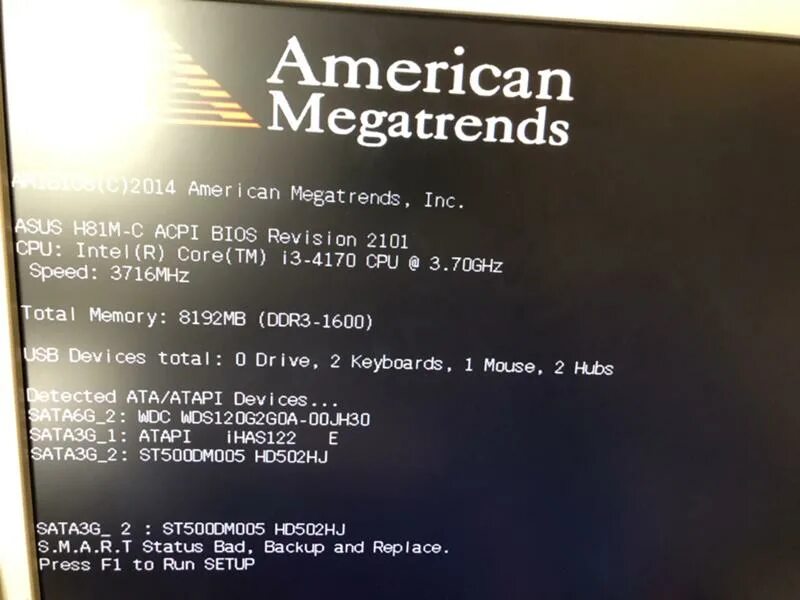 American
Megatrends
(C)2014 American Megatrends, Inc.
ASUS H81M-C ACPI BIOS Revision 2101
CPU: Intel(R) Core(TM) i3-4170 CPU @ 3.70GHz
Speed: 3716MHz
Total Memory: 8192MB (DDR3-1600)
USB Devices total: 0 Drive, 2 Keyboards, 1 Mouse, 2 Hubs
Detected ATA/ATAPI Devices...
SATA6G_2: WDC WDS120G2G0A-00JH30
SATA3G_1: ATAPI iHAS122 E
SATA3G_2: ST500DM005 HD502HJ
SATA3G_ 2 : ST500DM005 HD502HJ
S.M.A.R.T Status Bad, Backup and Replace.
Press F1 to Run SETUP